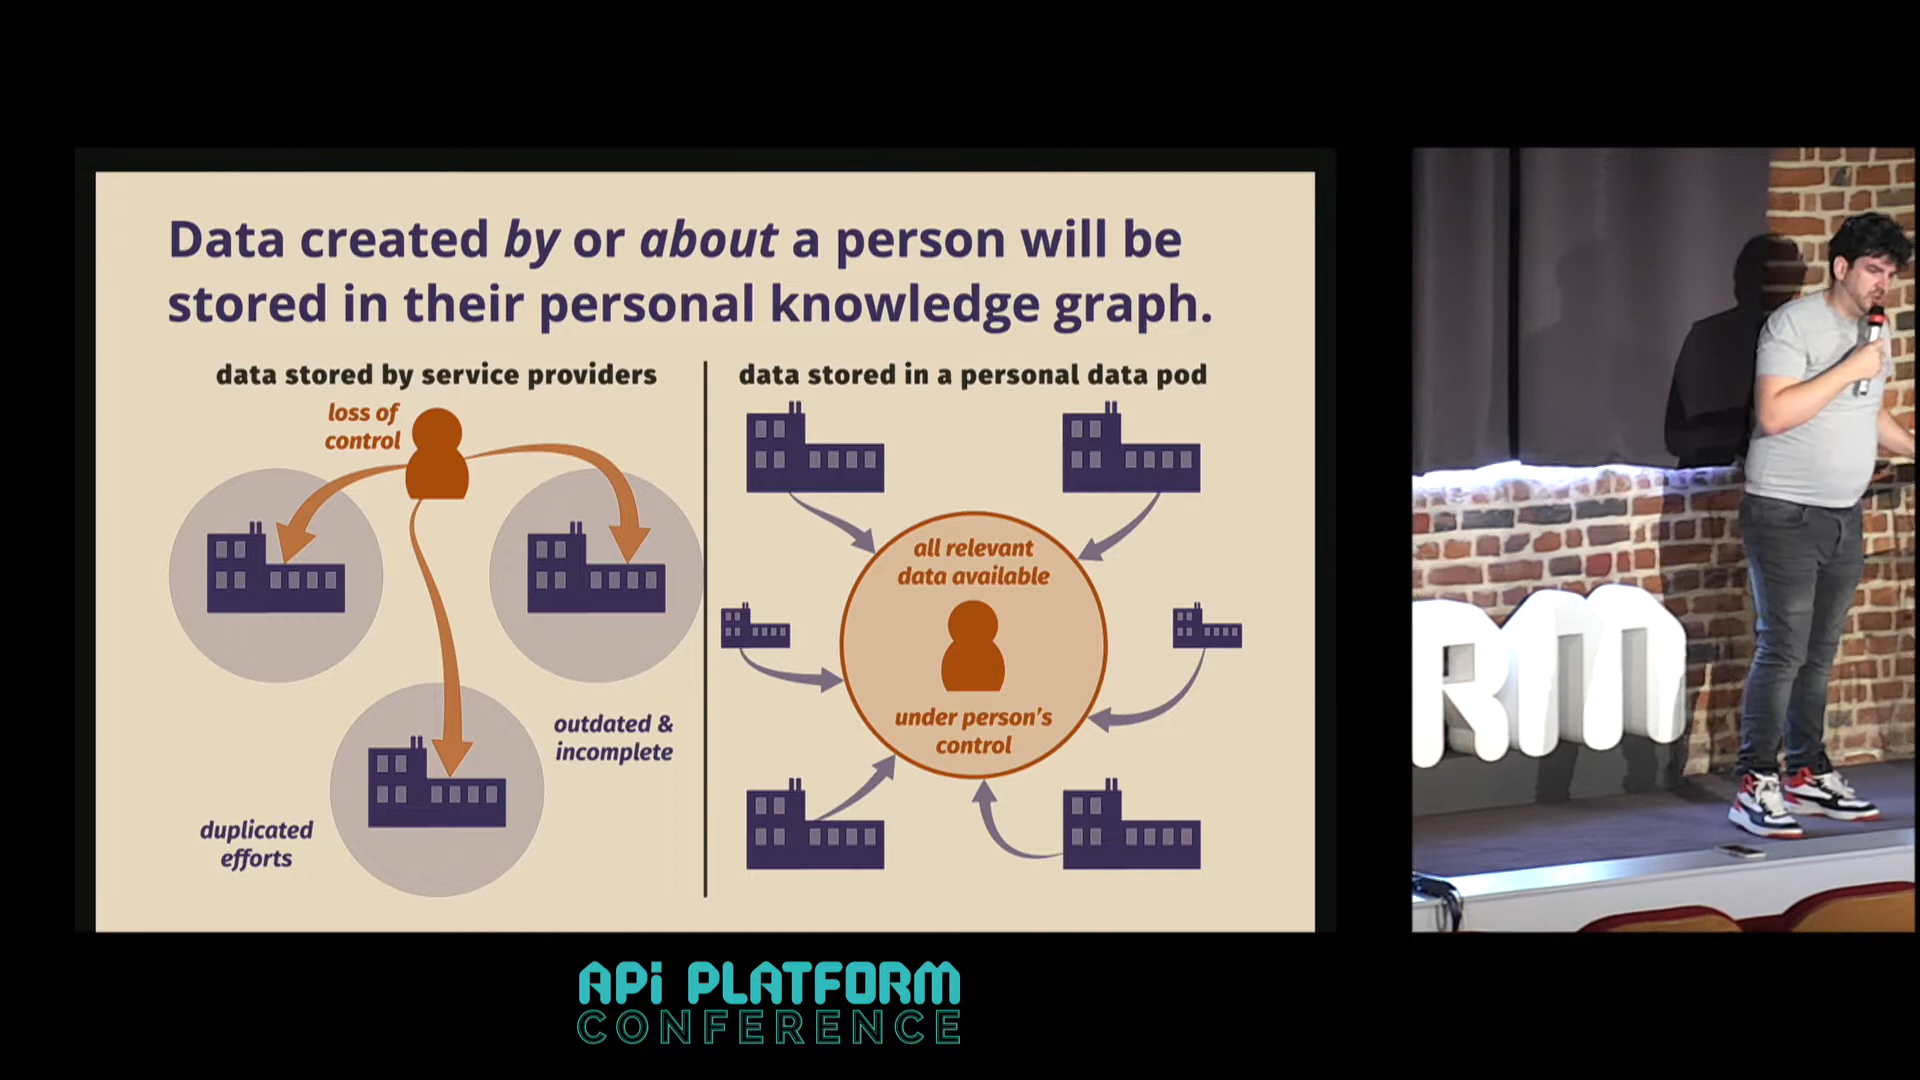 Data created by or about a person will be
stored in their personal knowledge graph.
data stored by service providers
loss of
control
outdated &
incomplete
duplicated
efforts
data stored in a personal data pod
all relevant
data available
under person's
control
RM
API PLATFORM
CONFERENCE